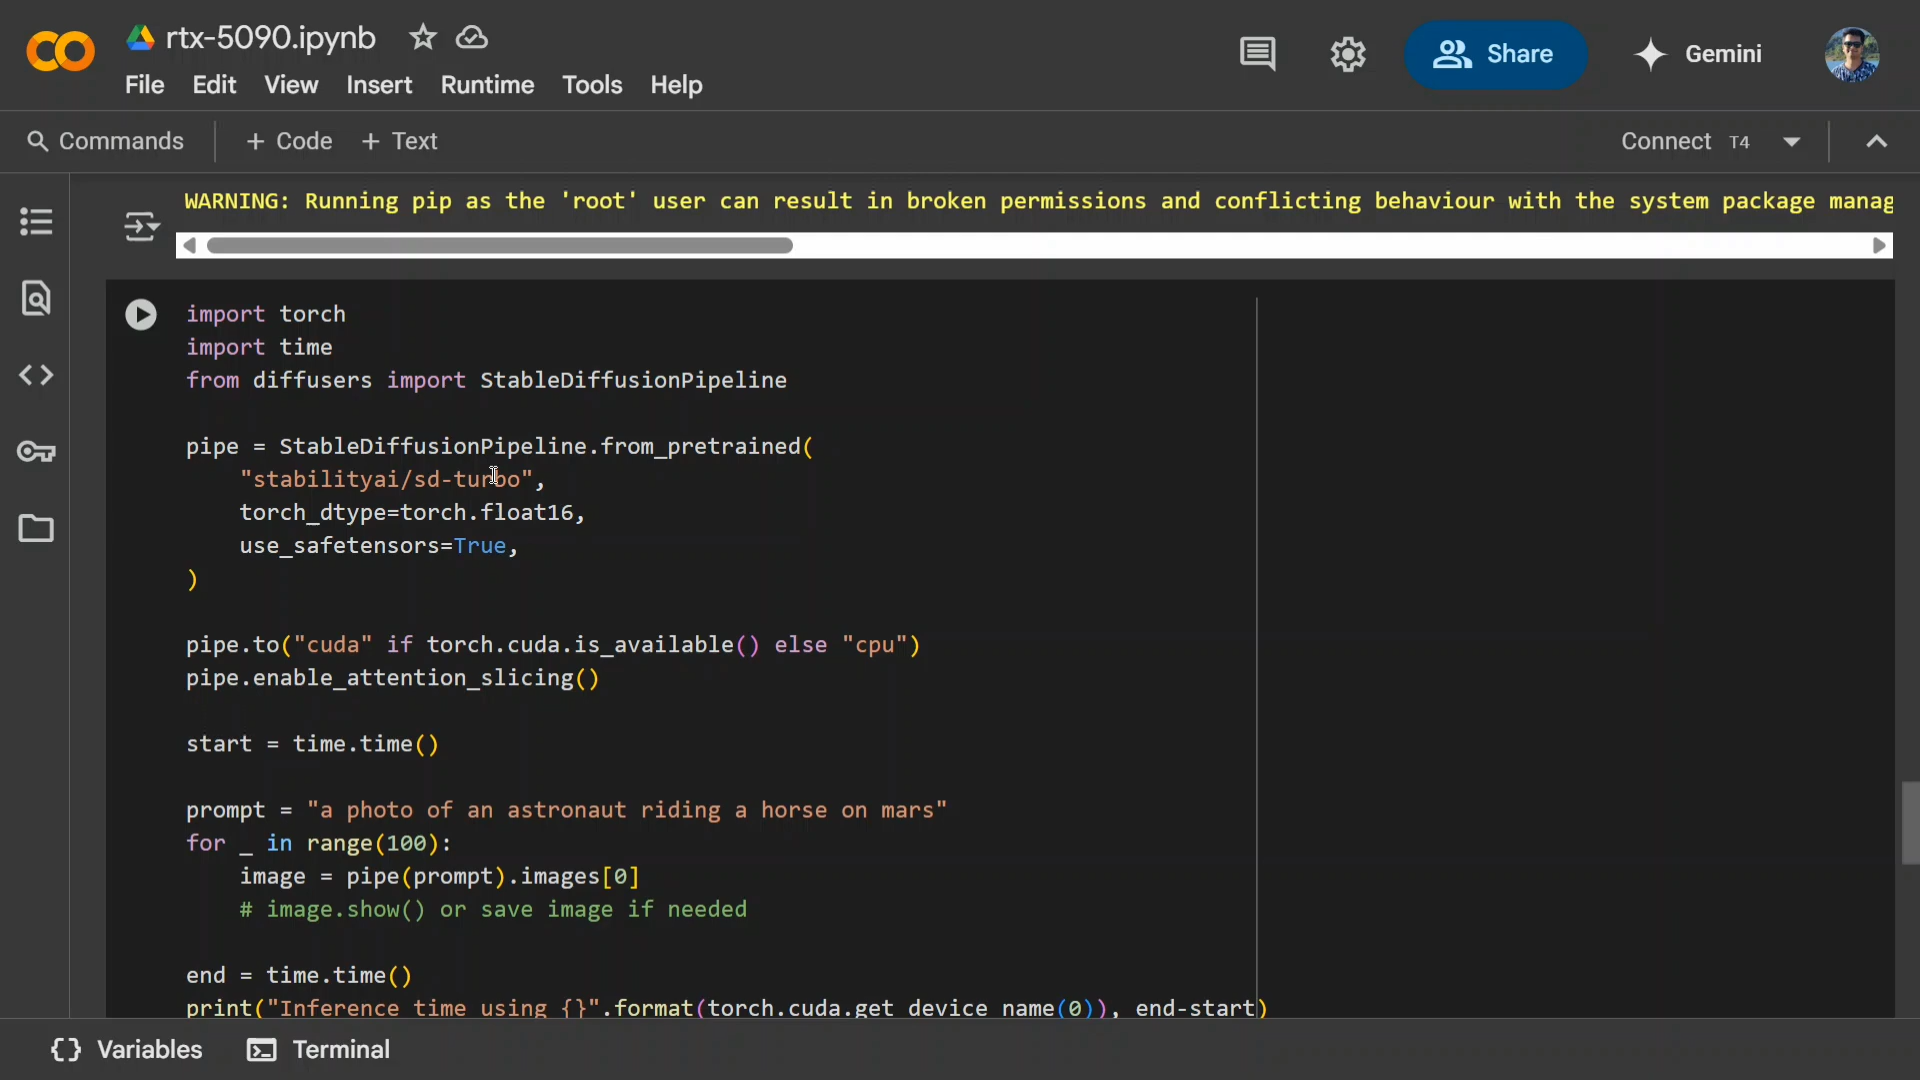 rtx-5090.ipynb
File Edit View Insert Runtime Tools Help
Share
Gemini
Commands + Code + Text
Connect T4
WARNING: Running pip as the 'root' user can result in broken permissions and conflicting behaviour with the system package manag
import torch
import time
from diffusers import StableDiffusionPipeline
pipe = StableDiffusionPipeline.from_pretrained(
    "stabilityai/sd-turbo",
    torch_dtype=torch.float16,
    use_safetensors=True,
)
pipe.to("cuda" if torch.cuda.is_available() else "cpu")
pipe.enable_attention_slicing()
start = time.time()
prompt = "a photo of an astronaut riding a horse on mars"
for _ in range(100):
    image = pipe(prompt).images[0]
    # image.show() or save image if needed
end = time.time()
print("Inference time using {}".format(torch.cuda.get_device_name(0)), end-start)
Variables Terminal